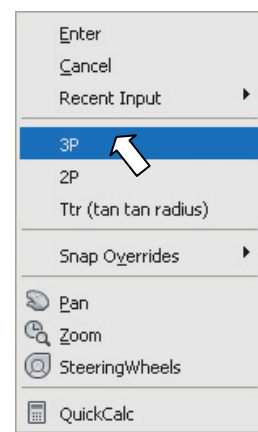 Enter
Cancel
Recent Input
3P
2P
Ttr (tan tan radius)
Snap Overrides
Pan
Zoom
SteeringWheels
QuickCalc